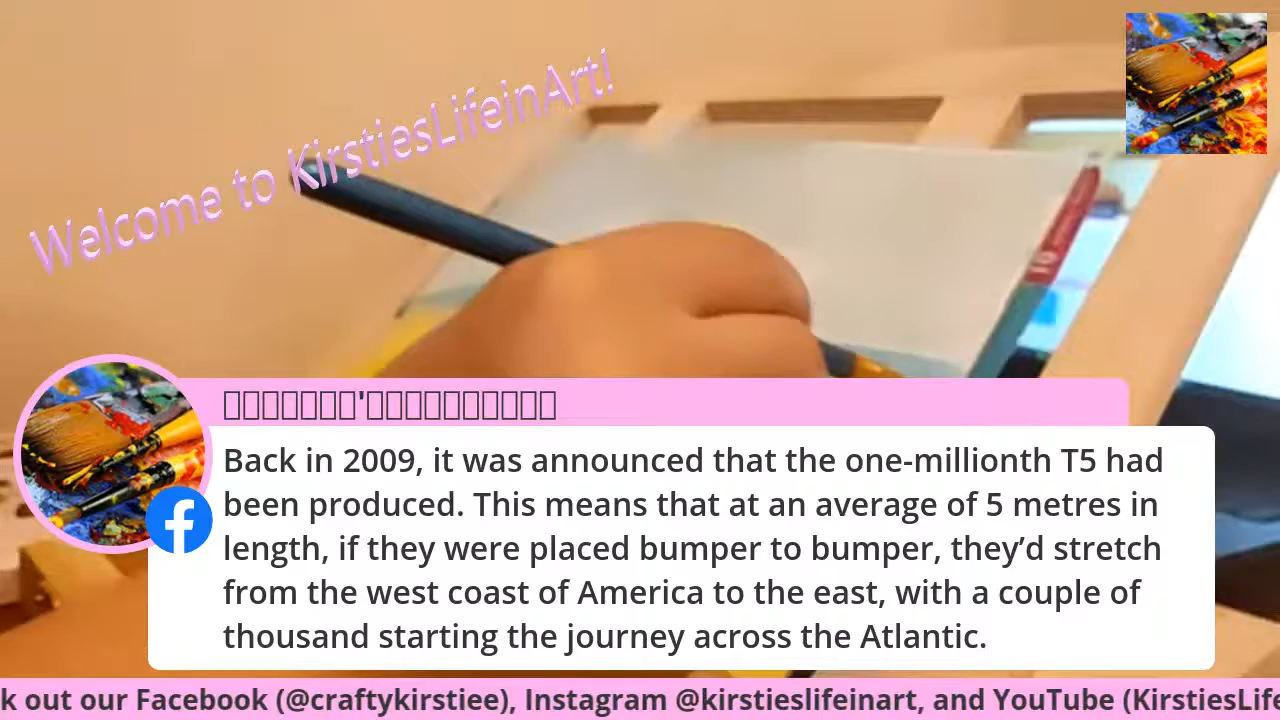 Welcome to KirstiesLifeinArt!
Back in 2009, it was announced that the one-millionth T5 had
been produced. This means that at an average of 5 metres in
length, if they were placed bumper to bumper, they’d stretch
from the west coast of America to the east, with a couple of
thousand starting the journey across the Atlantic.
k out our Facebook (@craftykirstiee), Instagram @kirstieslifeinart, and YouTube (KirstiesLife